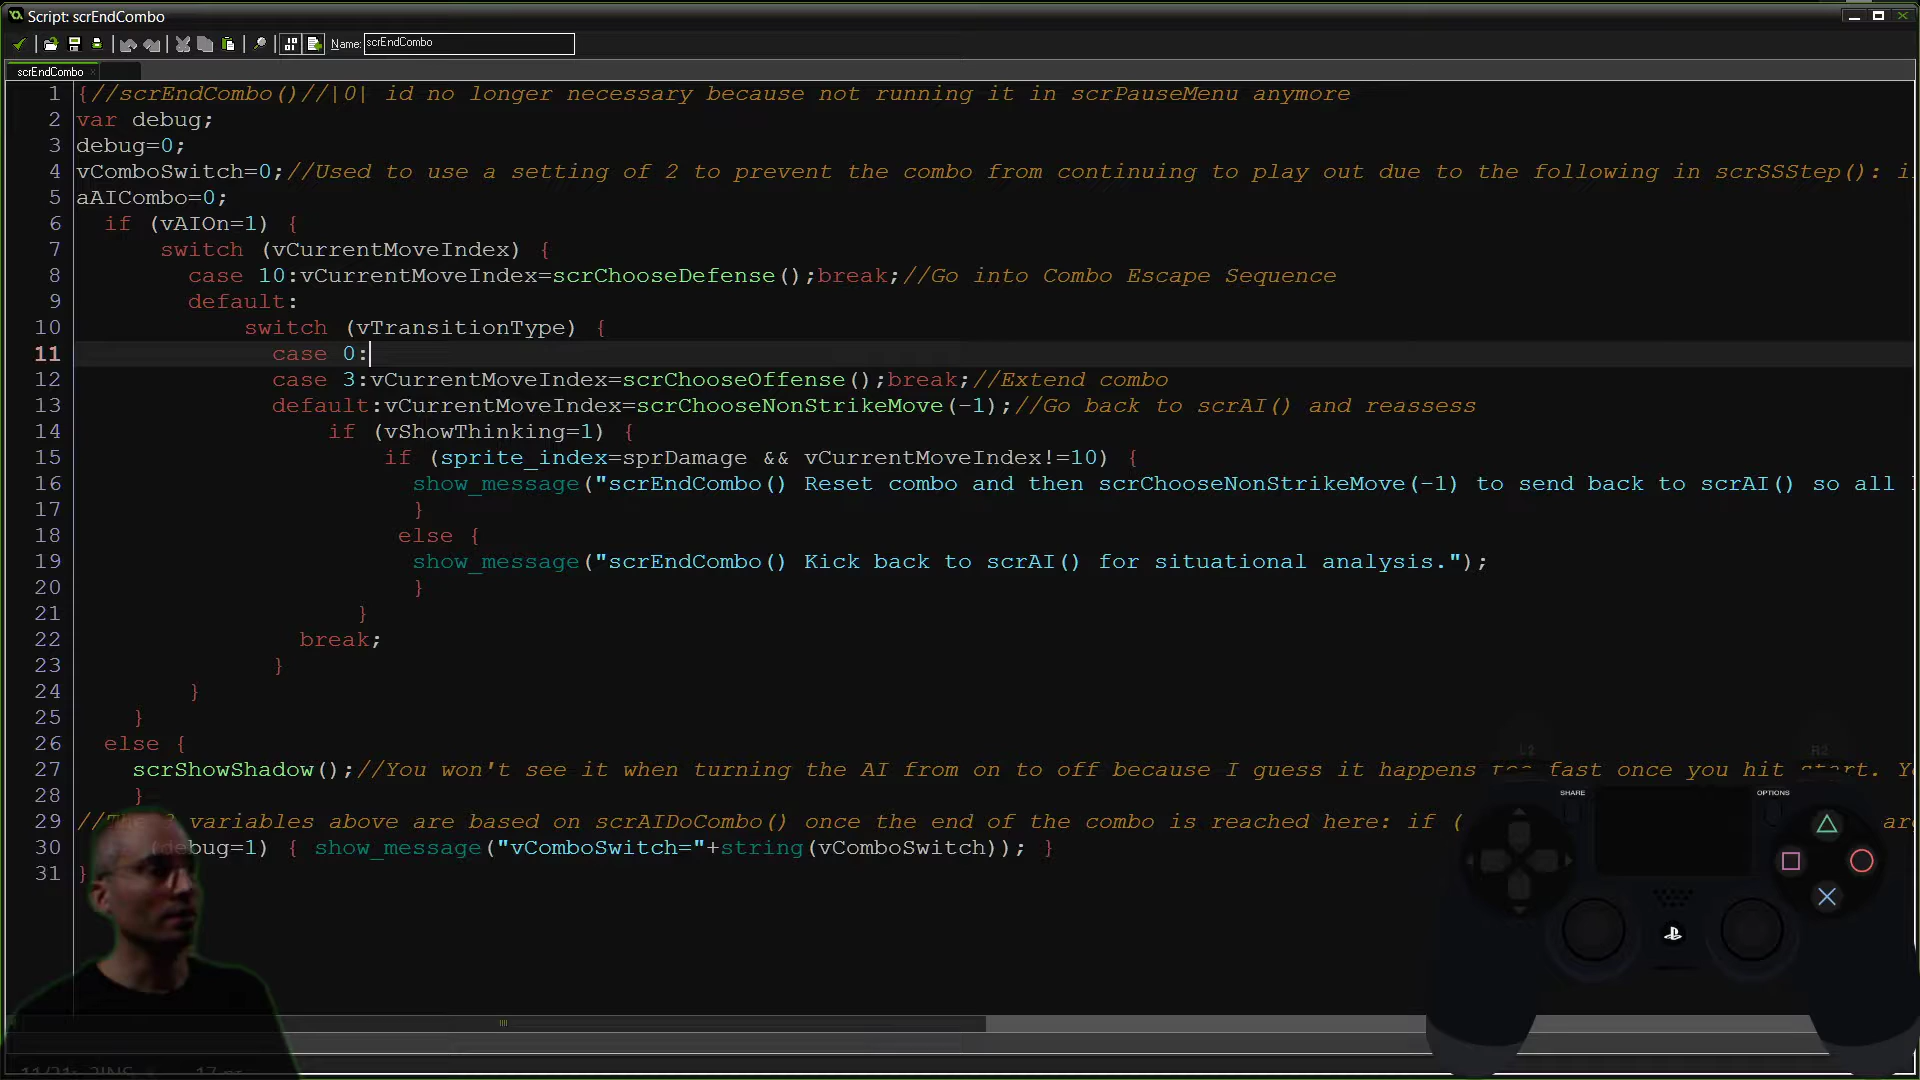 Script: scrEndCombo
Name: scrEndCombo
scrEndCombo
1 {//scrEndCombo()//|0| id no longer necessary because not running it in scrPauseMenu anymore
2 var debug;
3 debug=0;
4 vComboSwitch=0;//Used to use a setting of 2 to prevent the combo from continuing to play out due to the following in scrSSStep(): i
5 aAICombo=0;
6 if (vAIOn=1) {
7 switch (vCurrentMoveIndex) {
8 case 10:vCurrentMoveIndex=scrChooseDefense();break;//Go into Combo Escape Sequence
9 default:
10 switch (vTransitionType) {
11 case 0:
12 case 3:vCurrentMoveIndex=scrChooseOffense();break;//Extend combo
13 default:vCurrentMoveIndex=scrChooseNonStrikeMove(-1);//Go back to scrAI() and reassess
14 if (vShowThinking=1) {
15 if (sprite_index=sprDamage && vCurrentMoveIndex!=10) {
16 show_message("scrEndCombo() Reset combo and then scrChooseNonStrikeMove(-1) to send back to scrAI() so all
17 }
18 else {
19 show_message("scrEndCombo() Kick back to scrAI() for situational analysis.");
20 }
21 }
22 break;
23 }
24 }
25 }
26 else {
27 scrShowShadow();//You won't see it when turning the AI from on to off because I guess it happens too fast once you hit start.
28 }
29 // variables above are based on scrAIDoCombo() once the end of the combo is reached here: if (
30 (debug=1) { show_message("vComboSwitch="+string(vComboSwitch)); }
31 }
L2
R2
SHARE
OPTIONS